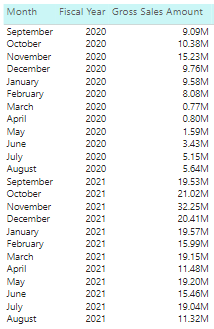 Month Fiscal Year Gross Sales Amount
September 2020 9.09M
October 2020 10.38M
November 2020 15.23M
December 2020 9.76M
January 2020 9.58M
February 2020 8.08M
March 2020 0.77M
April 2020 0.80M
May 2020 1.59M
June 2020 3.43M
July 2020 5.15M
August 2020 5.64M
September 2021 19.53M
October 2021 21.02M
November 2021 32.25M
December 2021 20.41M
January 2021 19.57M
February 2021 15.99M
March 2021 19.15M
April 2021 11.48M
May 2021 19.20M
June 2021 15.46M
July 2021 19.04M
August 2021 11.32M